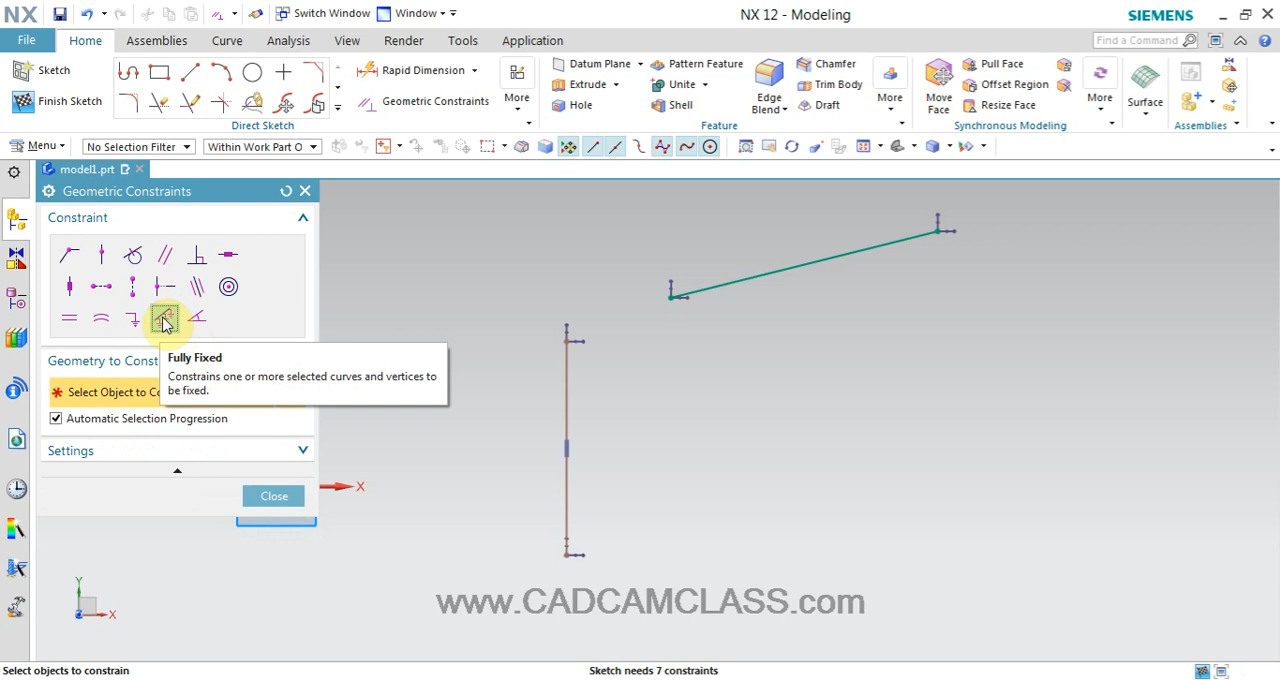 NX
Switch Window
Window
NX 12 - Modeling
SIEMENS
File
Home
Assemblies
Curve
Analysis
View
Render
Tools
Application
Find a Command
Sketch
Finish Sketch
Rapid Dimension
Geometric Constraints
More
Direct Sketch
Datum Plane
Extrude
Hole
Pattern Feature
Unite
Shell
Edge
Blend
Chamfer
Trim Body
Draft
More
Feature
Move
Face
Pull Face
Offset Region
Resize Face
More
Synchronous Modeling
Surface
Assemblies
Menu
No Selection Filter
Within Work Part O
model1.prt
Geometric Constraints
Constraint
Fully Fixed
Constrains one or more selected curves and vertices to
be fixed.
Geometry to Const
* Select Object to Co
Automatic Selection Progression
Settings
Close
X
Y
X
www.CADCAMCLASS.com
Select objects to constrain
Sketch needs 7 constraints